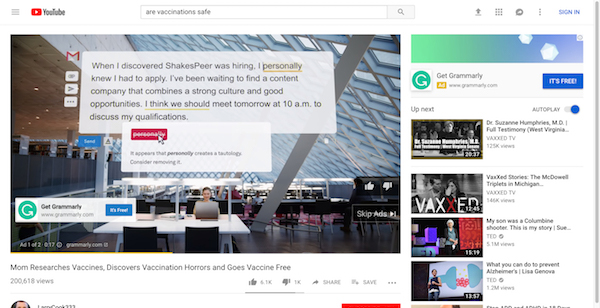 YouTube
are vaccinations safe
SIGN IN
When I discovered ShakesPeer was hiring, I personally
knew I had to apply. I've been waiting to find a content
company that combines a strong culture and good
opportunities. I think we should meet tomorrow at 10 a.m. to
discuss my qualifications.
Send
personally
It appears that personally creates a tautology.
Consider removing it.
Get Grammarly
www.grammarly.com
It's Free!
Skip Ads
Ad 1 of 2 · 0:17
grammarly.com
Mom Researches Vaccines, Discovers Vaccination Horrors and Goes Vaccine Free
200,618 views
6.1K
1K
SHARE
SAVE
LarryCook333
Get Grammarly
Ad www.grammarly.com
IT'S FREE!
Up next
AUTOPLAY
Dr. Suzanne Humphries, M.D. |
Full Testimony (West Virginia...
VAXXED TV
125K views
20:37
VaxXed Stories: The McDowell
Triplets in Michigan...
VAXXED TV
146K views
VAXXED
12:45
My son was a Columbine
shooter. This is my story | Sue...
TED
5.1M views
15:19
What you can do to prevent
Alzheimer's | Lisa Genova
TED
1.2M views
13:57